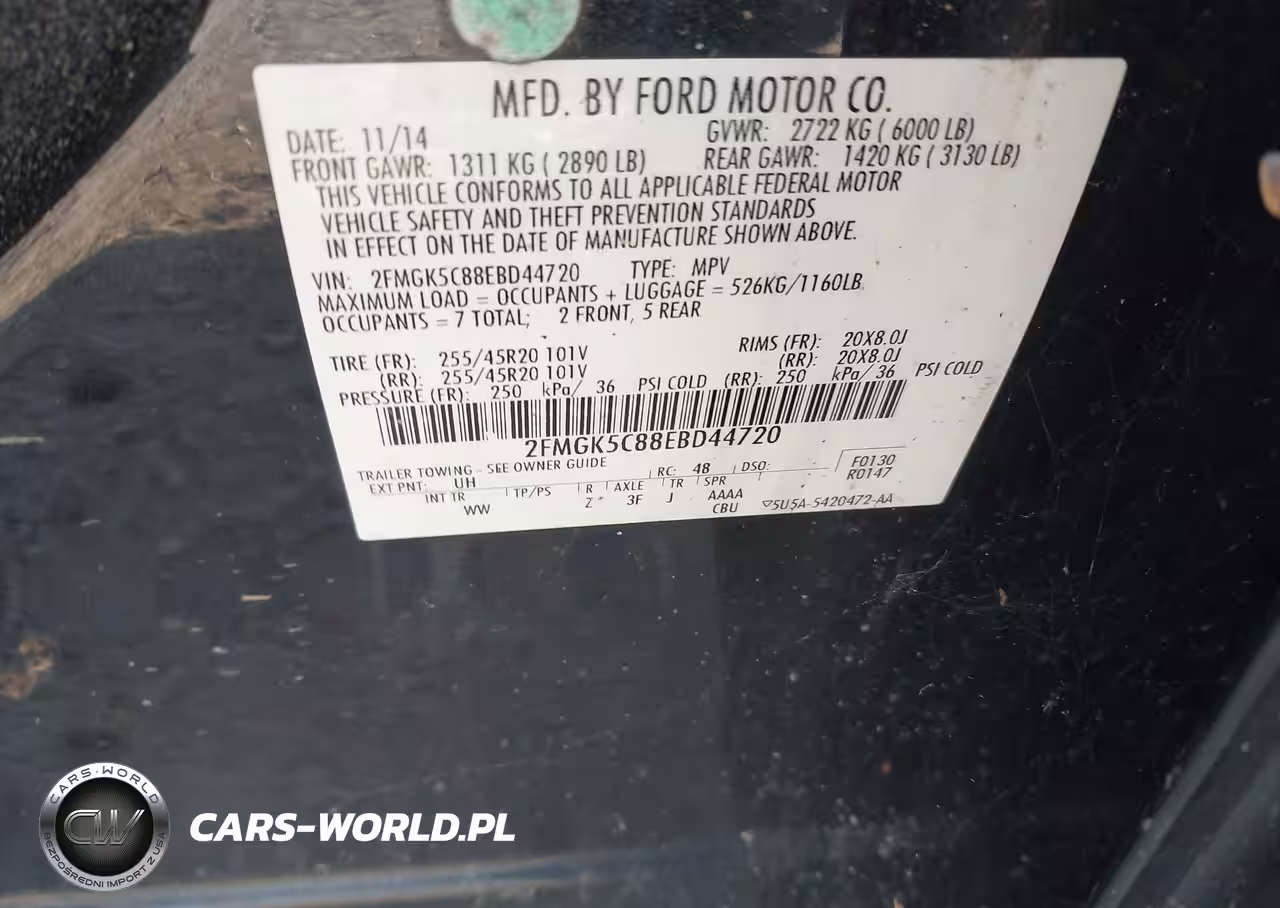 MFD. BY FORD MOTOR CO.
DATE: 11/14 GVWR: 2722 KG ( 6000 LB)
FRONT GAWR: 1311 KG ( 2890 LB) REAR GAWR: 1420 KG ( 3130 LB)
THIS VEHICLE CONFORMS TO ALL APPLICABLE FEDERAL MOTOR
VEHICLE SAFETY AND THEFT PREVENTION STANDARDS
IN EFFECT ON THE DATE OF MANUFACTURE SHOWN ABOVE.
VIN: 2FMGK5C88EBD44720 TYPE: MPV
MAXIMUM LOAD = OCCUPANTS + LUGGAGE = 526KG/1160LB
OCCUPANTS = 7 TOTAL; 2 FRONT, 5 REAR
TIRE (FR): 255/45R20 101V RIMS (FR): 20X8.0J
(RR): 255/45R20 101V (RR): 20X8.0J
PRESSURE (FR): 250 kPa/ 36 PSI COLD (RR): 250 kPa/36 PSI COLD
2FMGK5C88EBD44720
TRAILER TOWING - SEE OWNER GUIDE
EXT PNT: UH RC: 48 DSO: F0130
R0147
INT TR TP/PS R AXLE TR SPR
WW Z 3F J AAAA
CBU 5U5A-5420472-AA
CARS-WORLD
CW
BEZPOŚREDNI IMPORT Z USA
CARS-WORLD.PL